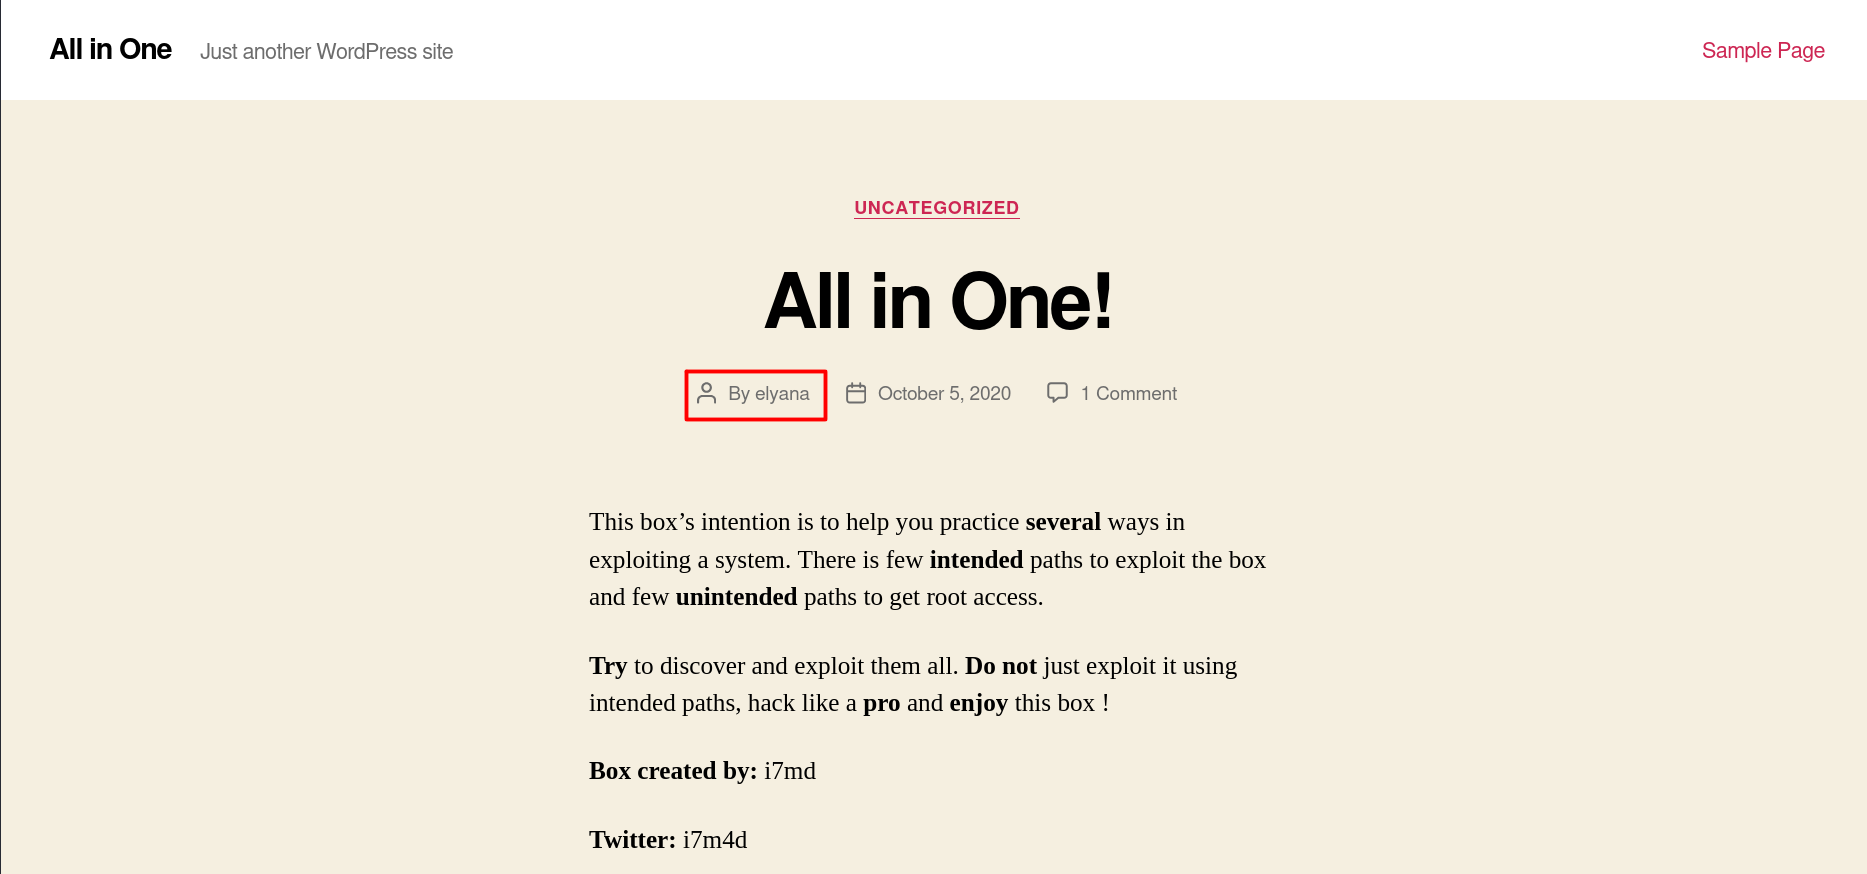 All in One Just another WordPress site Sample Page
UNCATEGORIZED
All in One!
By elyana October 5, 2020 1 Comment
This box’s intention is to help you practice several ways in
exploiting a system. There is few intended paths to exploit the box
and few unintended paths to get root access.
Try to discover and exploit them all. Do not just exploit it using
intended paths, hack like a pro and enjoy this box !
Box created by: i7md
Twitter: i7m4d